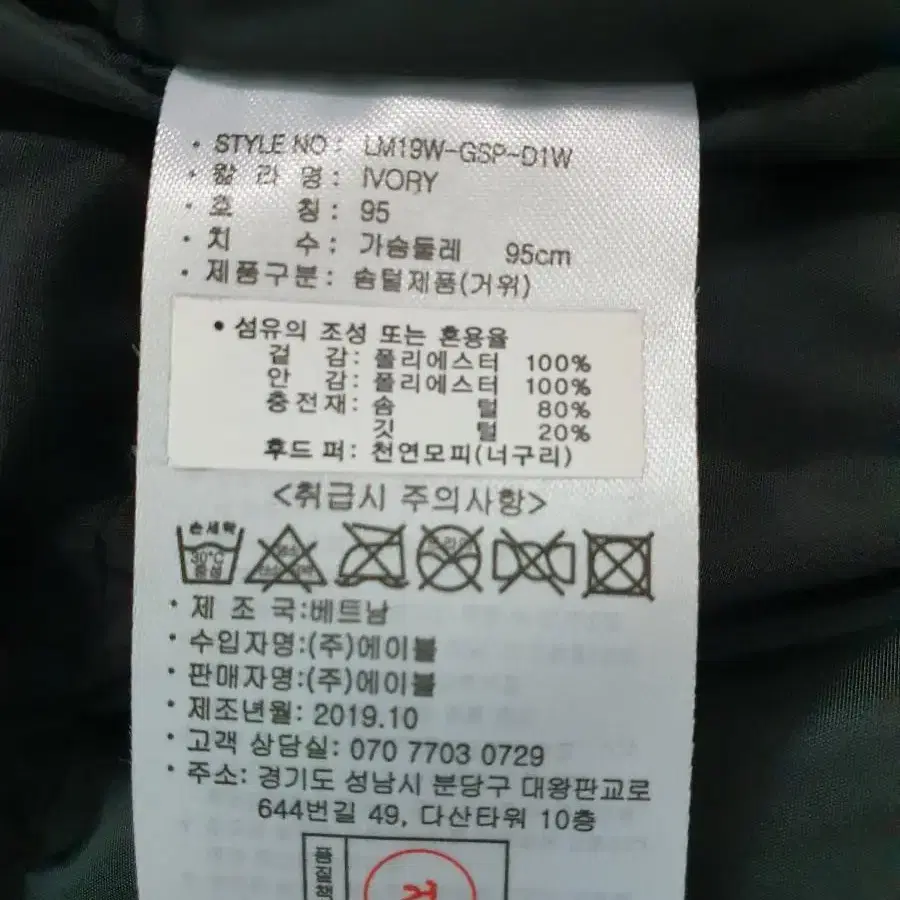 · STYLE NO : LM19W-GSP-D1W
· 칼 라 명 : IVORY
· 호 칭 : 95
· 치 수 : 가슴둘레 95cm
· 제품구분 : 솜털제품(거위)
• 섬유의 조성 또는 혼용율
겉 감 : 폴리에스터 100%
안 감 : 폴리에스터 100%
충전재 : 솜 털 80%
깃 털 20%
후드 퍼 : 천연모피(너구리)
<취급시 주의사항>
손세탁
30°C
중성
· 제 조 국:베트남
· 수입자명:(주)에이블
· 판매자명:(주)에이블
· 제조년월: 2019.10
· 고객 상담실: 070 7703 0729
· 주소: 경기도 성남시 분당구 대왕판교로
644번길 49, 다산타워 10층